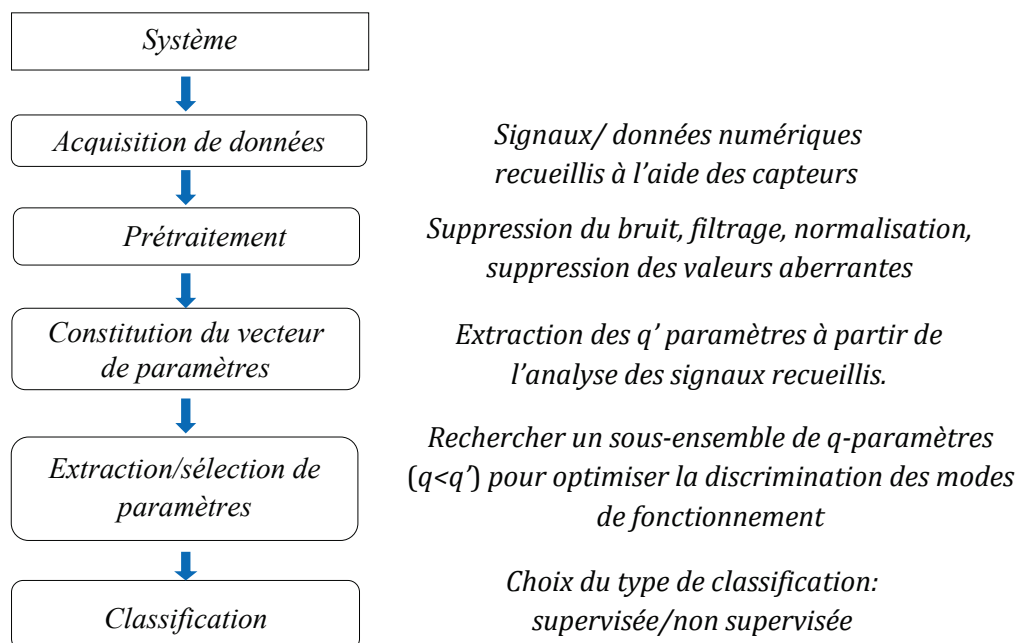 Système
Acquisition de données
Signaux/ données numériques
recueillis à l’aide des capteurs
Prétraitement
Suppression du bruit, filtrage, normalisation,
suppression des valeurs aberrantes
Constitution du vecteur
de paramètres
Extraction des q’ paramètres à partir de
l’analyse des signaux recueillis.
Extraction/sélection de
paramètres
Rechercher un sous-ensemble de q-paramètres
(q<q’) pour optimiser la discrimination des modes
de fonctionnement
Classification
Choix du type de classification:
supervisée/non supervisée